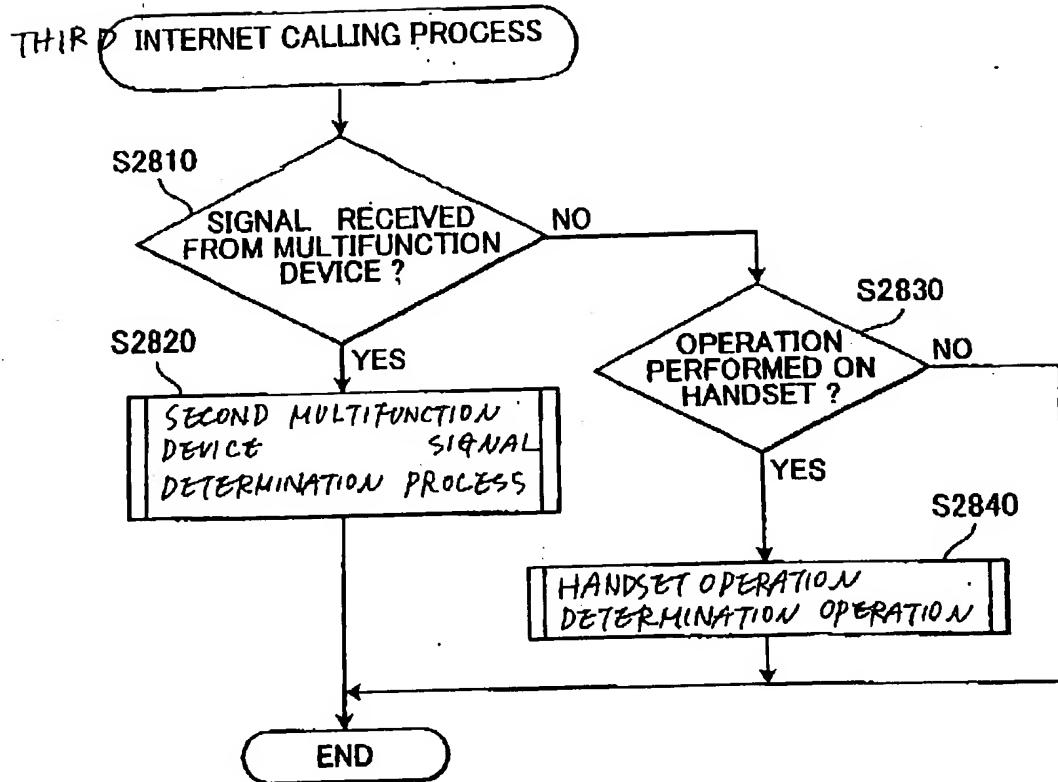 THIRD INTERNET CALLING PROCESS
S2810
SIGNAL RECEIVED
FROM MULTIFUNCTION
DEVICE ?
NO
YES
S2820
SECOND MULTIFUNCTION
DEVICE SIGNAL
DETERMINATION PROCESS
S2830
OPERATION
PERFORMED ON
HANDSET ?
NO
YES
S2840
HANDSET OPERATION
DETERMINATION OPERATION
END